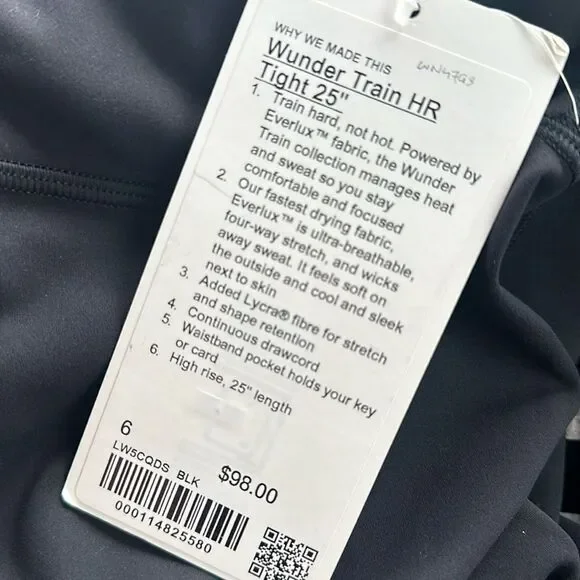 WHY WE MADE THIS
Wunder Train HR
Tight 25"
1. Train hard, not hot. Powered by
Everlux™ fabric, the Wunder
Train collection manages heat
and sweat so you stay
comfortable and focused
2. Our fastest drying fabric,
Everlux™ is ultra-breathable,
four-way stretch, and wicks
away sweat. It feels soft on
the outside and cool and sleek
next to skin
3. Added Lycra® fibre for stretch
and shape retention
4. Continuous drawcord
5. Waistband pocket holds your key
or card
6. High rise, 25" length
6
LW5CQDS BLK $98.00
000114825580